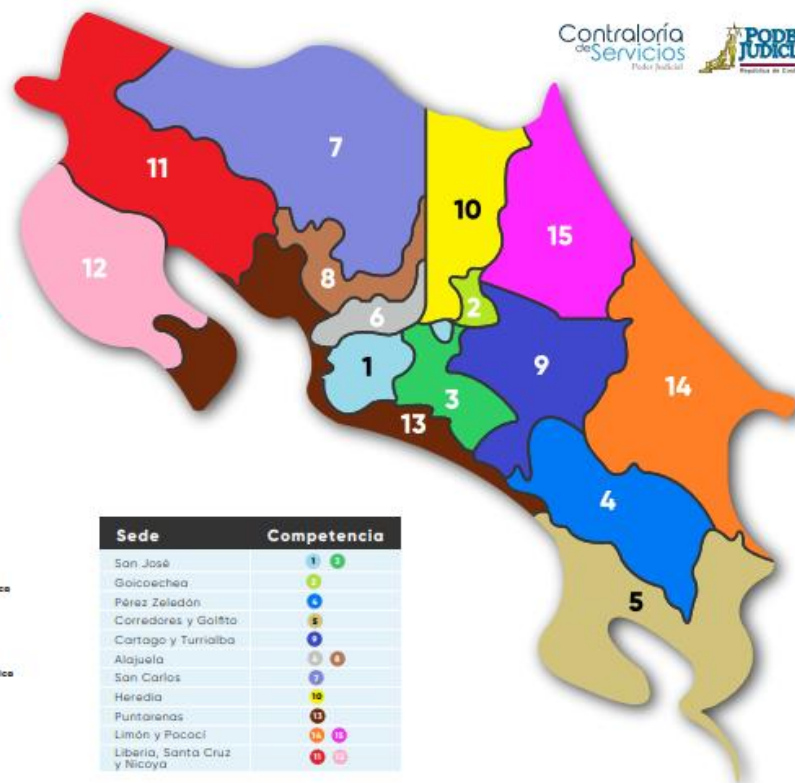 Contraloría
de Servicios
Poder Judicial
7
11
10
15
12
8
2
6
1
9
3
14
13
4
5
Sede Competencia
San José 1 3
Goicoechea 2
Pérez Zeledón 4
Corredores y Golfito 5
Cartago y Turrialba 9
Alajuela 6 8
San Carlos 7
Heredia 10
Puntarenas 13
Limón y Pococí 14 15
Liberia, Santa Cruz 11 12
y Nicoya